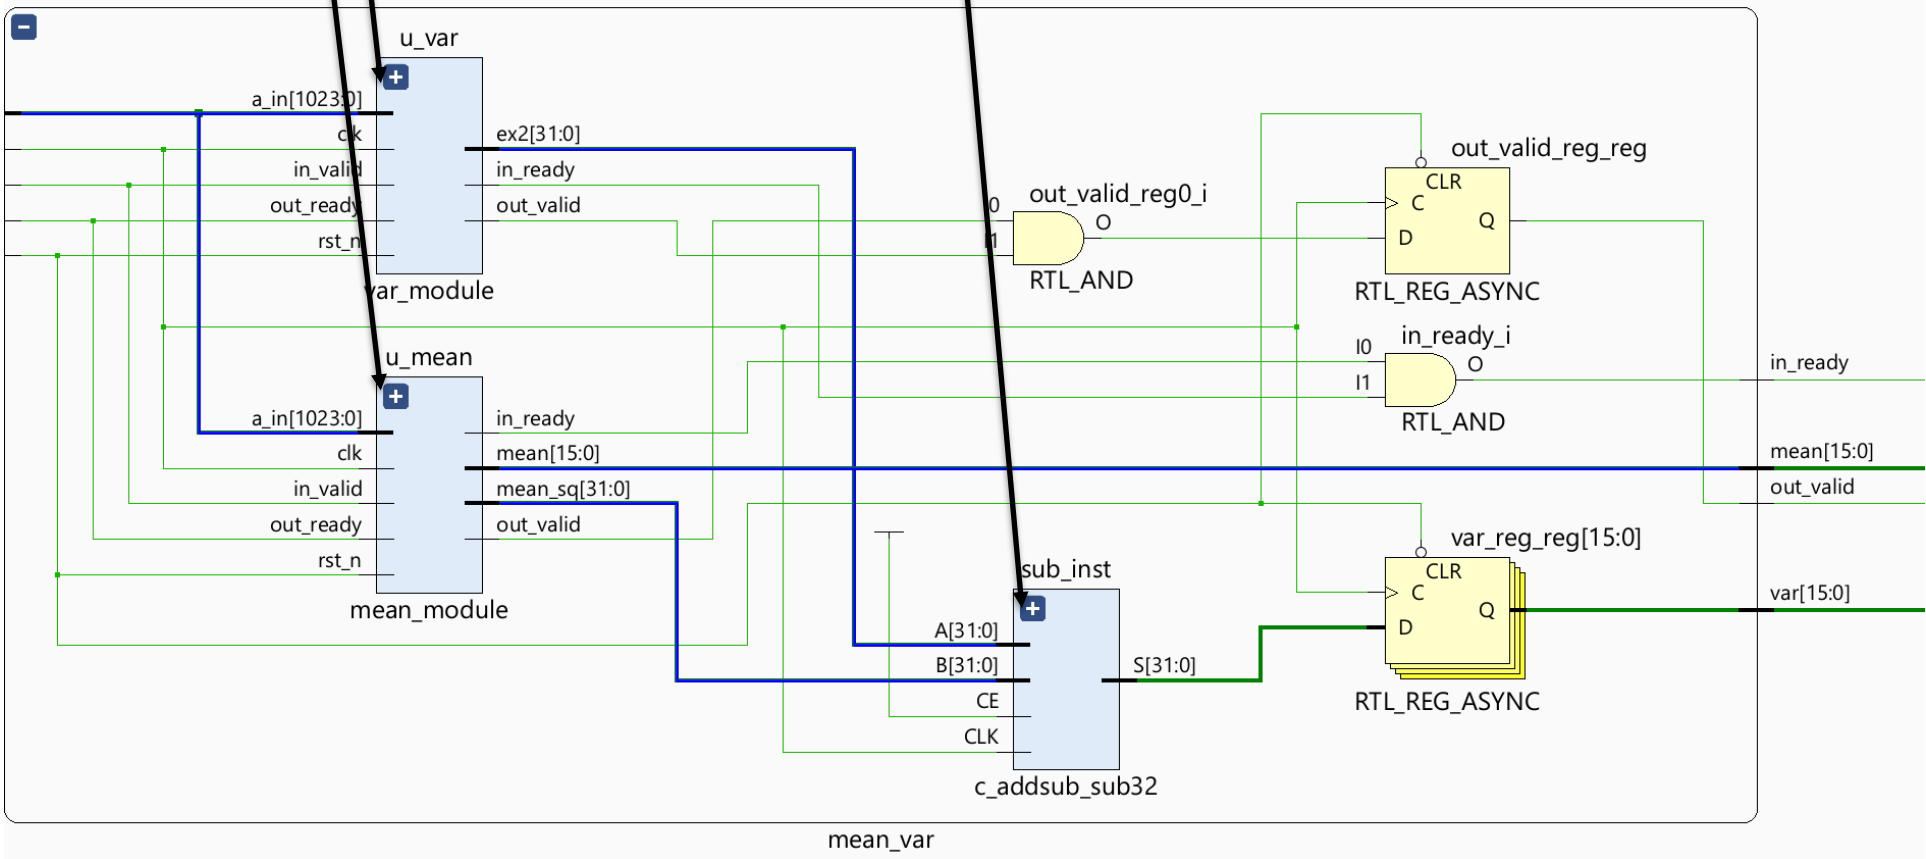 u_var
a_in[1023:0]
clk
in_valid
out_ready
rst_n
ex2[31:0]
in_ready
out_valid
var_module
u_mean
a_in[1023:0]
clk
in_valid
out_ready
rst_n
in_ready
mean[15:0]
mean_sq[31:0]
out_valid
mean_module
out_valid_reg0_i
I1
O
RTL_AND
out_valid_reg_reg
CLR
C
D
Q
RTL_REG_ASYNC
in_ready_i
I0
I1
O
RTL_AND
sub_inst
A[31:0]
B[31:0]
CE
CLK
S[31:0]
c_addsub_sub32
var_reg_reg[15:0]
CLR
C
D
Q
RTL_REG_ASYNC
in_ready
mean[15:0]
out_valid
var[15:0]
mean_var